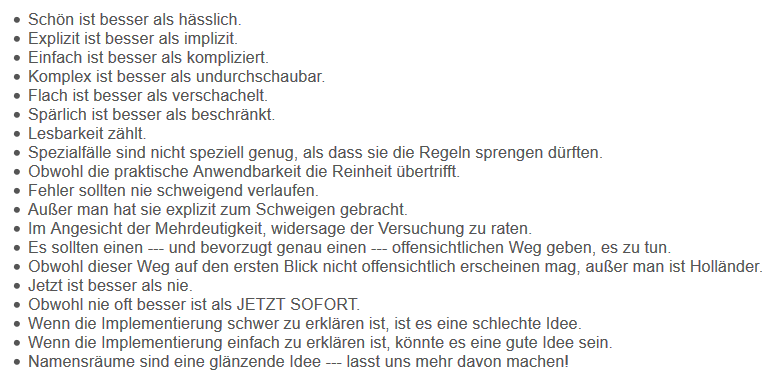 • Schön ist besser als hässlich.
• Explizit ist besser als implizit.
• Einfach ist besser als kompliziert.
• Komplex ist besser als undurchschaubar.
• Flach ist besser als verschachelt.
• Spärlich ist besser als beschränkt.
• Lesbarkeit zählt.
• Spezialfälle sind nicht speziell genug, als dass sie die Regeln sprengen dürften.
• Obwohl die praktische Anwendbarkeit die Reinheit übertrifft.
• Fehler sollten nie schweigend verlaufen.
• Außer man hat sie explizit zum Schweigen gebracht.
• Im Angesicht der Mehrdeutigkeit, widersage der Versuchung zu raten.
• Es sollten einen --- und bevorzugt genau einen --- offensichtlichen Weg geben, es zu tun.
• Obwohl dieser Weg auf den ersten Blick nicht offensichtlich erscheinen mag, außer man ist Holländer.
• Jetzt ist besser als nie.
• Obwohl nie oft besser ist als JETZT SOFORT.
• Wenn die Implementierung schwer zu erklären ist, ist es eine schlechte Idee.
• Wenn die Implementierung einfach zu erklären ist, könnte es eine gute Idee sein.
• Namensräume sind eine glänzende Idee --- lasst uns mehr davon machen!